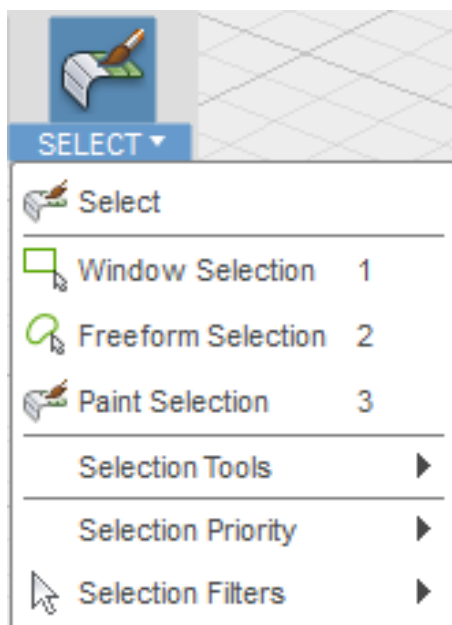 SELECT
Select
Window Selection 1
Freeform Selection 2
Paint Selection 3
Selection Tools
Selection Priority
Selection Filters